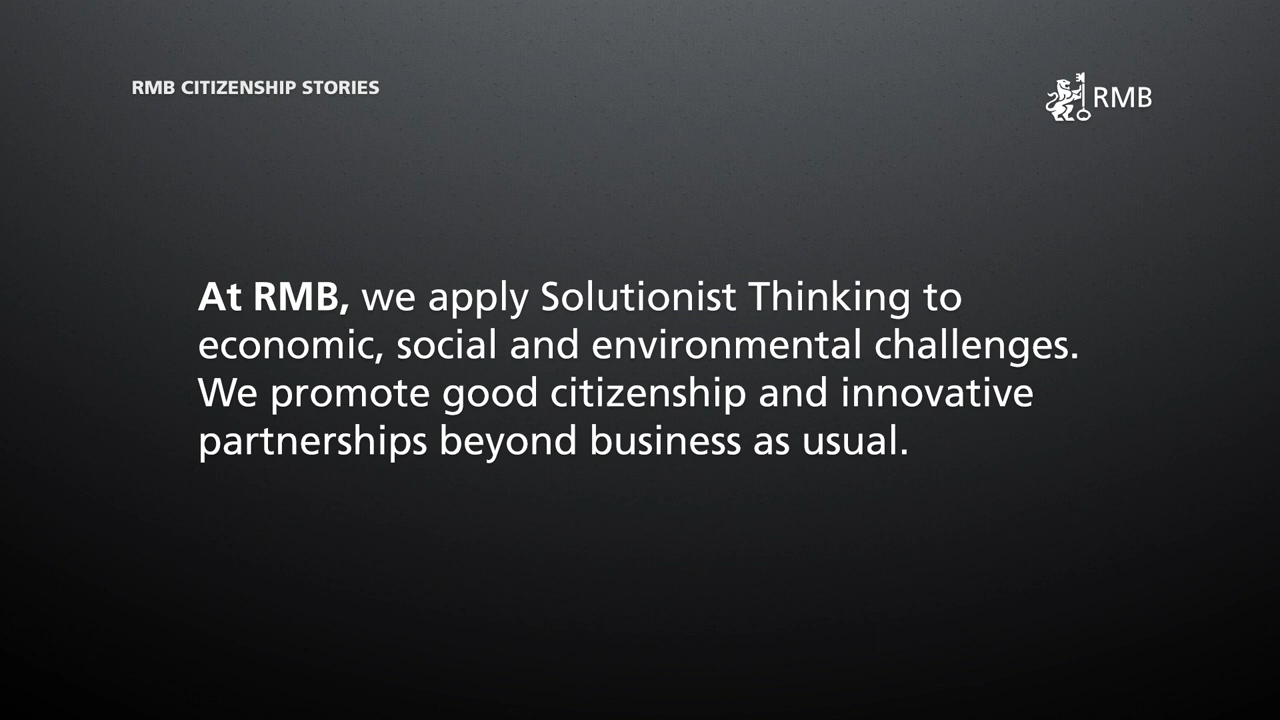 RMB CITIZENSHIP STORIES
RMB
At RMB, we apply Solutionist Thinking to
economic, social and environmental challenges.
We promote good citizenship and innovative
partnerships beyond business as usual.